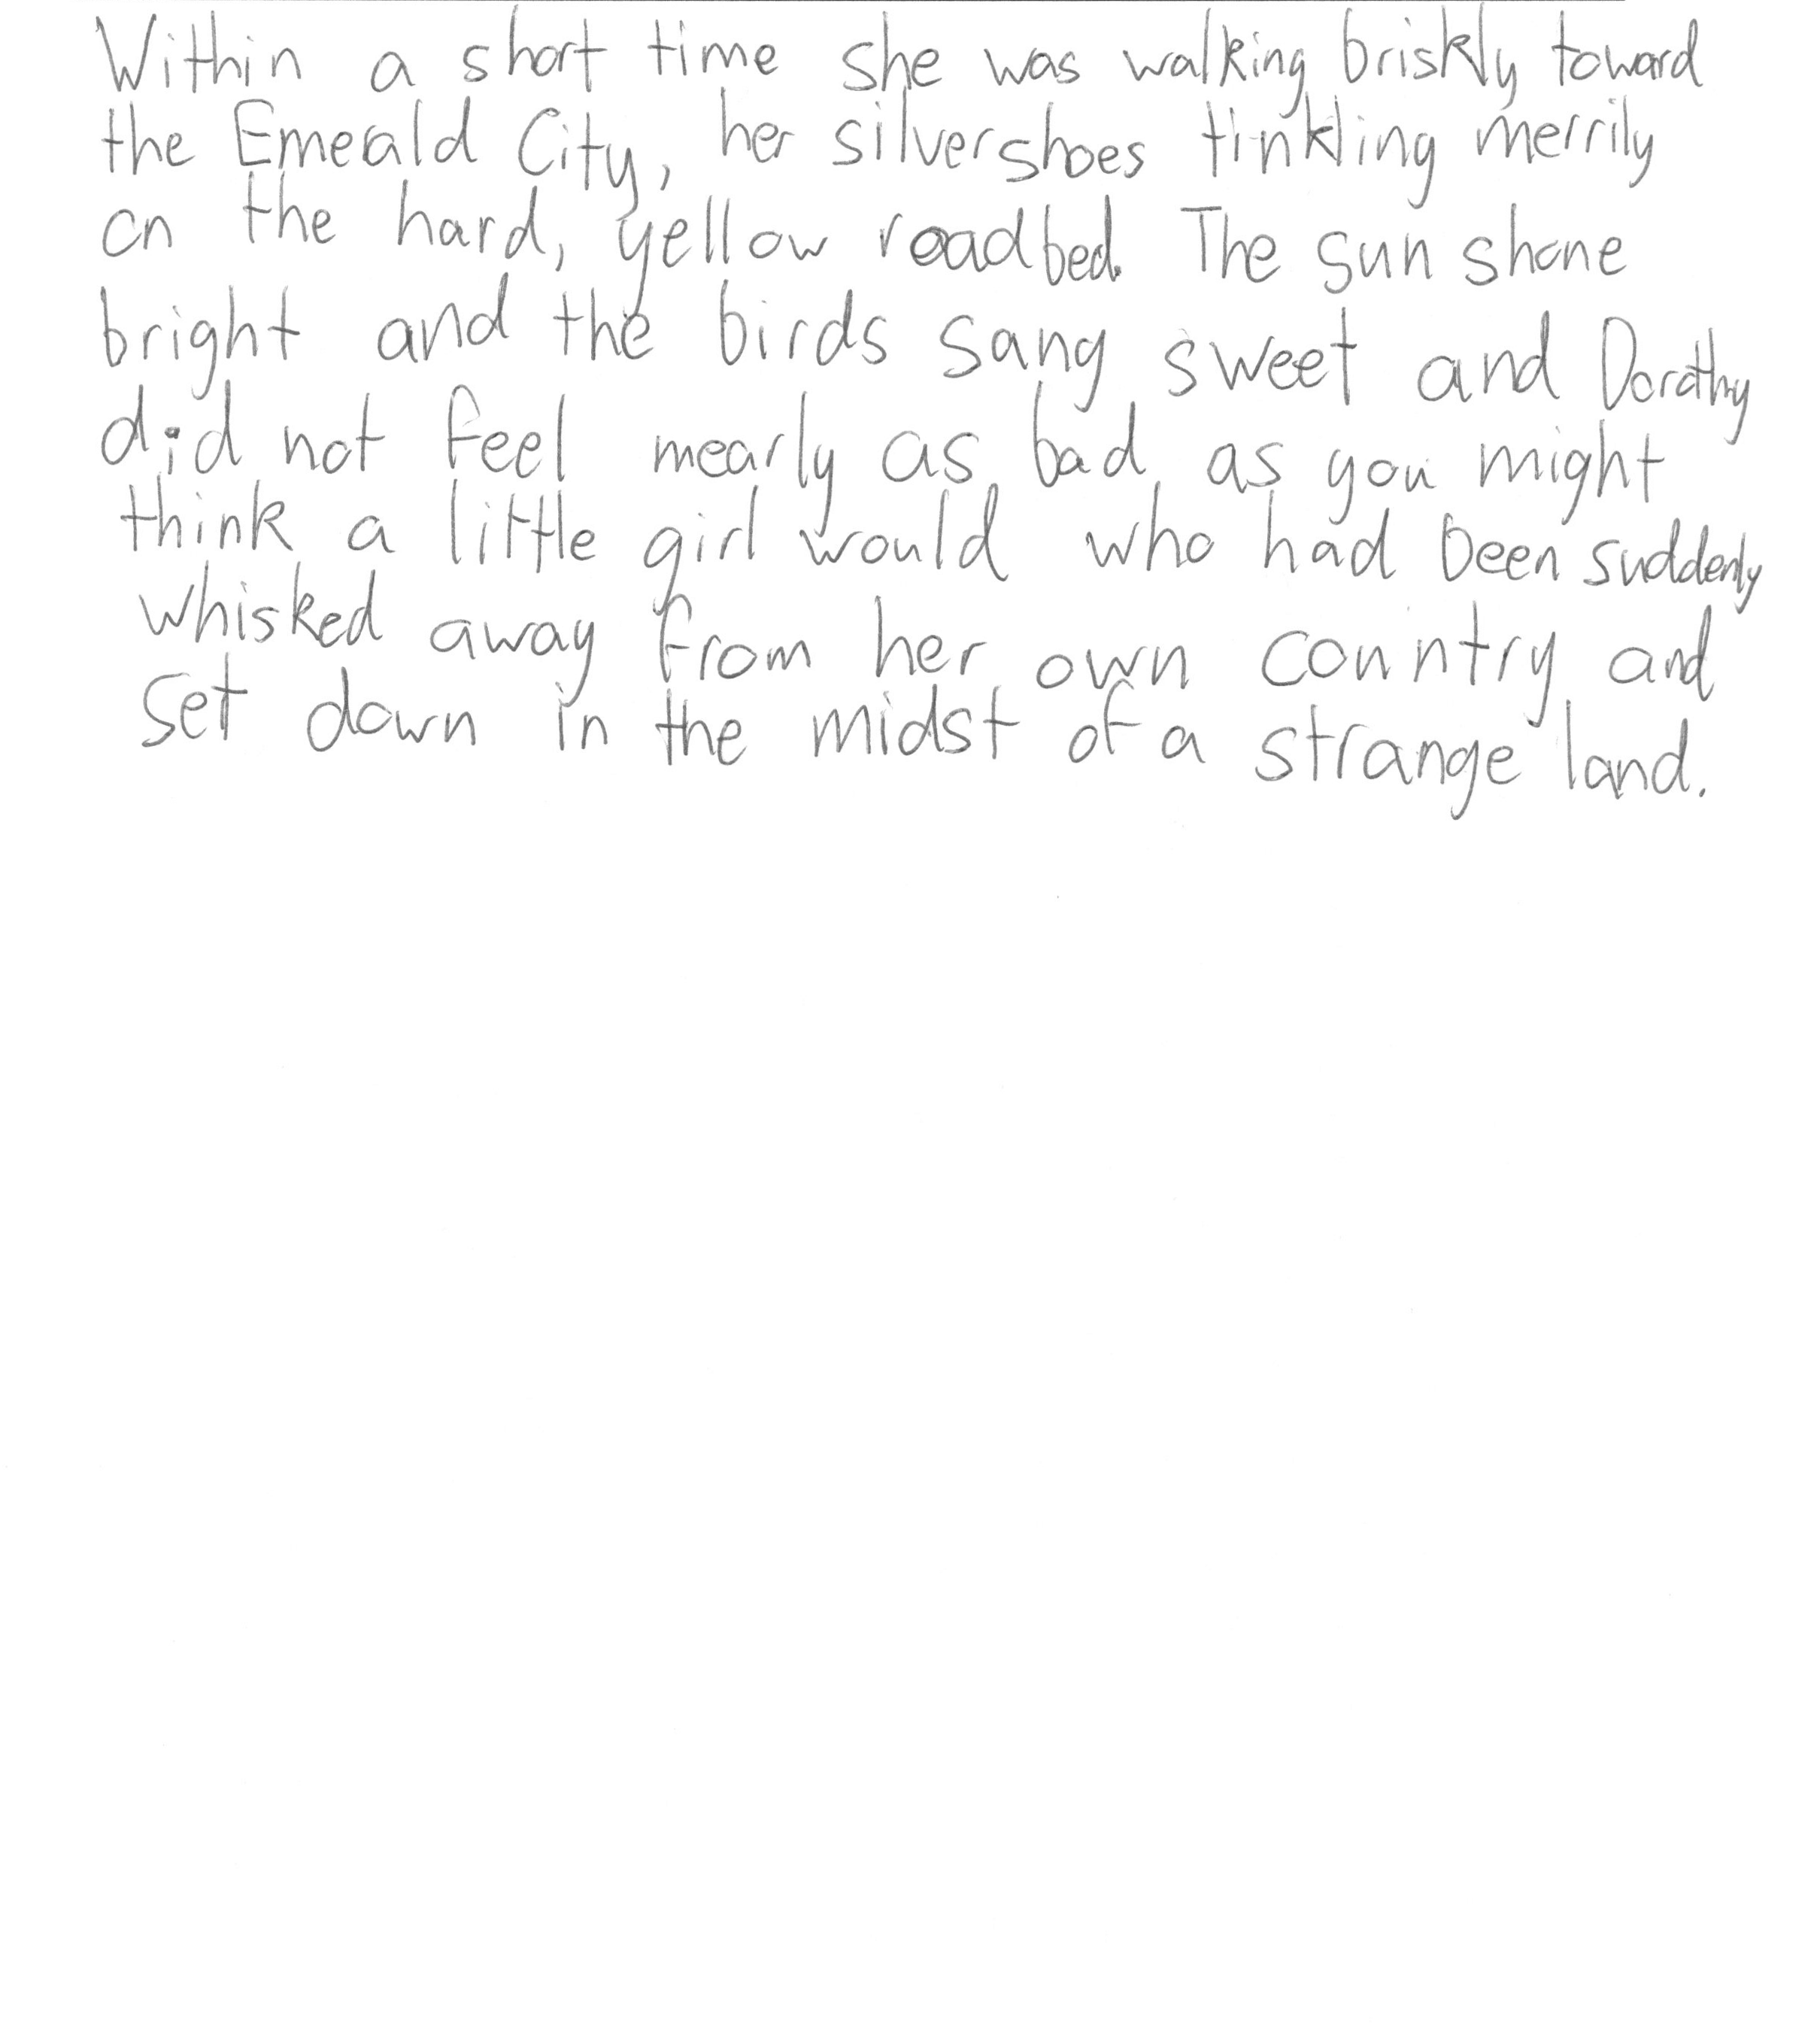 Within a short time she was walking briskly toward
the Emerald City, her silver shoes tinkling merrily
on the hard, yellow roadbed. The sun shone
bright and the birds sang sweet and Dorothy
did not feel mearly as bad as you might
think a little girl would who had been suddenly
whisked away from her own country and
set down in the midst of a strange land.